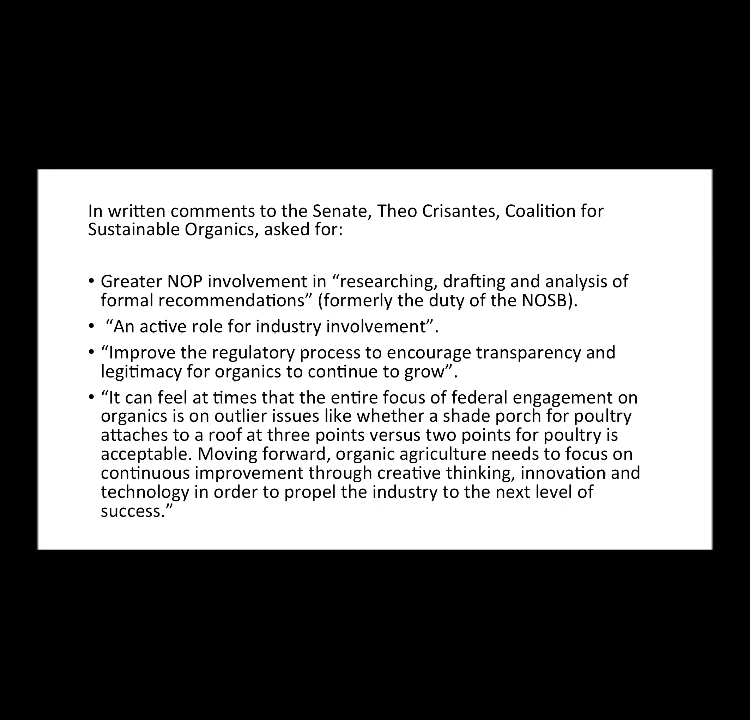 In written comments to the Senate, Theo Crisantes, Coalition for
Sustainable Organics, asked for:
• Greater NOP involvement in “researching, drafting and analysis of
formal recommendations” (formerly the duty of the NOSB).
•  “An active role for industry involvement”.
• “Improve the regulatory process to encourage transparency and
legitimacy for organics to continue to grow”.
• “It can feel at times that the entire focus of federal engagement on
organics is on outlier issues like whether a shade porch for poultry
attaches to a roof at three points versus two points for poultry is
acceptable. Moving forward, organic agriculture needs to focus on
continuous improvement through creative thinking, innovation and
technology in order to propel the industry to the next level of
success.”